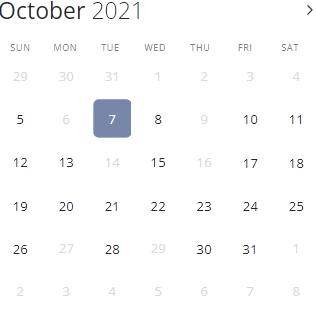 October 2021
SUN MON TUE WED THU FRI SAT
29 30 31 1 2 3 4
5 6 7 8 9 10 11
12 13 14 15 16 17 18
19 20 21 22 23 24 25
26 27 28 29 30 31 1
2 3 4 5 6 7 8